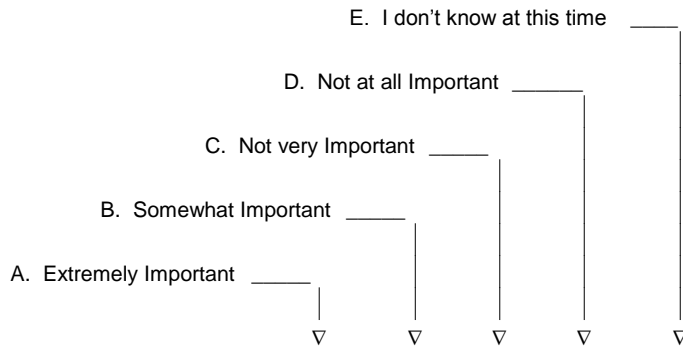 E. I don't know at this time ____
D. Not at all Important ______
C. Not very Important _____
B. Somewhat Important _____
A. Extremely Important _____
∇ ∇ ∇ ∇ ∇